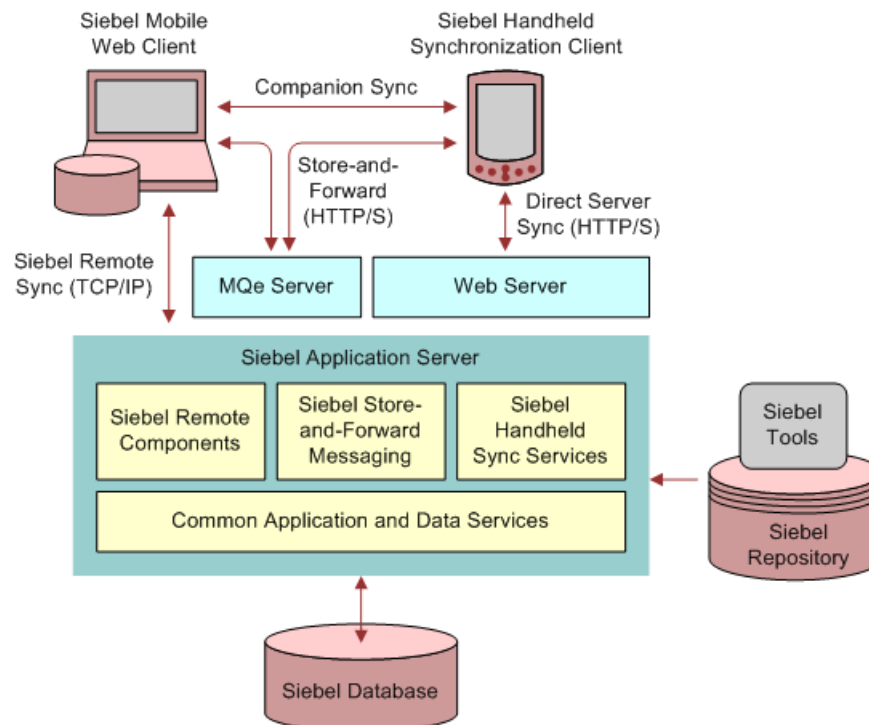 Siebel Mobile
Web Client
Siebel Handheld
Synchronization Client
Companion Sync
Store-and-
Forward
(HTTP/S)
Direct Server
Sync (HTTP/S)
Siebel Remote
Sync (TCP/IP)
MQe Server
Web Server
Siebel Application Server
Siebel Remote
Components
Siebel Store-
and-Forward
Messaging
Siebel
Handheld
Sync Services
Common Application and Data Services
Siebel
Tools
Siebel
Repository
Siebel Database